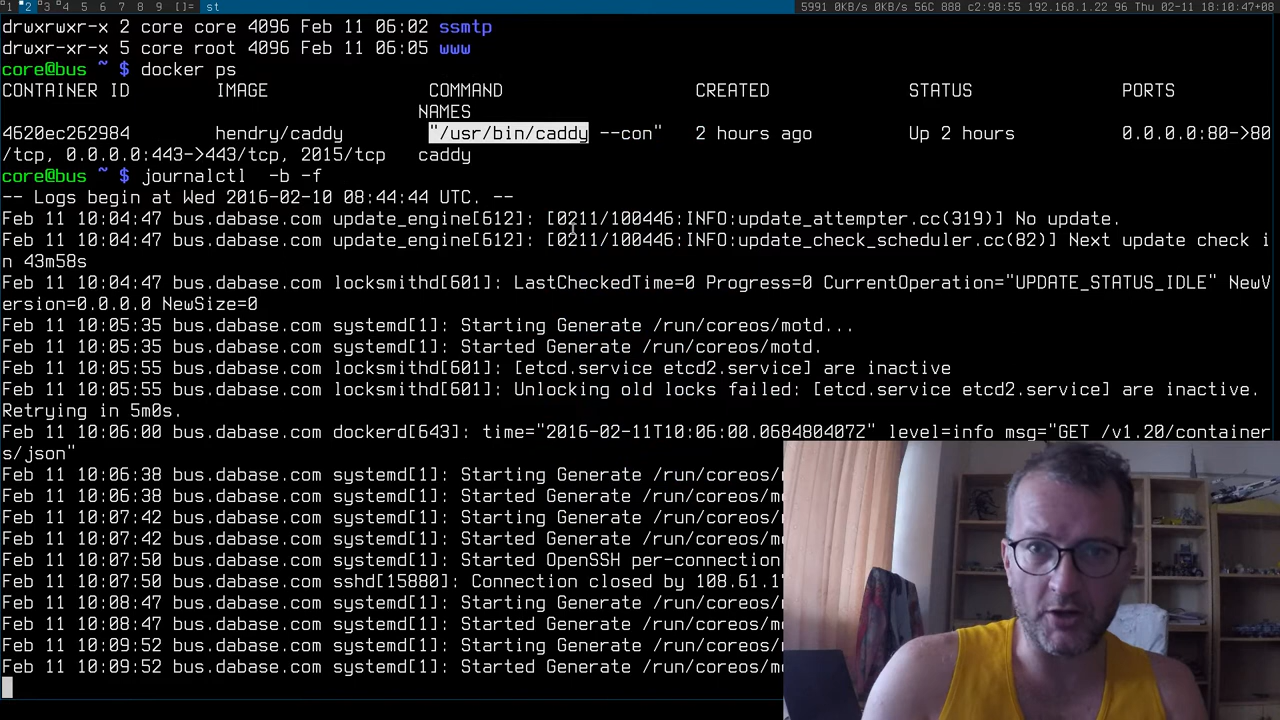 1 2 3 4 5 6 7 8 9 []= st 5991 0KB/s 0KB/s 56C 888 c2:98:55 192.168.1.22 96 Thu 02-11 18:10:47+08
drwxrwxr-x 2 core core 4096 Feb 11 06:02 ssmtp
drwxr-xr-x 5 core root 4096 Feb 11 06:05 www
core@bus ~ $ docker ps
CONTAINER ID IMAGE COMMAND CREATED STATUS PORTS
NAMES
4620ec262984 hendry/caddy "/usr/bin/caddy --con" 2 hours ago Up 2 hours 0.0.0.0:80->80
/tcp, 0.0.0.0:443->443/tcp, 2015/tcp caddy
core@bus ~ $ journalctl -b -f
-- Logs begin at Wed 2016-02-10 08:44:44 UTC. --
Feb 11 10:04:47 bus.dabase.com update_engine[612]: [0211/100446:INFO:update_attempter.cc(319)] No update.
Feb 11 10:04:47 bus.dabase.com update_engine[612]: [0211/100446:INFO:update_check_scheduler.cc(82)] Next update check i
n 43m58s
Feb 11 10:04:47 bus.dabase.com locksmithd[601]: LastCheckedTime=0 Progress=0 CurrentOperation="UPDATE_STATUS_IDLE" NewV
ersion=0.0.0.0 NewSize=0
Feb 11 10:05:35 bus.dabase.com systemd[1]: Starting Generate /run/coreos/motd...
Feb 11 10:05:35 bus.dabase.com systemd[1]: Started Generate /run/coreos/motd.
Feb 11 10:05:55 bus.dabase.com locksmithd[601]: [etcd.service etcd2.service] are inactive
Feb 11 10:05:55 bus.dabase.com locksmithd[601]: Unlocking old locks failed: [etcd.service etcd2.service] are inactive.
Retrying in 5m0s.
Feb 11 10:06:00 bus.dabase.com dockerd[643]: time="2016-02-11T10:06:00.068480407Z" level=info msg="GET /v1.20/container
s/json"
Feb 11 10:06:38 bus.dabase.com systemd[1]: Starting Generate /run/coreos/m
Feb 11 10:06:38 bus.dabase.com systemd[1]: Started Generate /run/coreos/mo
Feb 11 10:07:42 bus.dabase.com systemd[1]: Starting Generate /run/coreos/m
Feb 11 10:07:42 bus.dabase.com systemd[1]: Started Generate /run/coreos/mo
Feb 11 10:07:50 bus.dabase.com systemd[1]: Started OpenSSH per-connection
Feb 11 10:07:50 bus.dabase.com sshd[15880]: Connection closed by 108.61.1
Feb 11 10:08:47 bus.dabase.com systemd[1]: Starting Generate /run/coreos/m
Feb 11 10:08:47 bus.dabase.com systemd[1]: Started Generate /run/coreos/mo
Feb 11 10:09:52 bus.dabase.com systemd[1]: Starting Generate /run/coreos/m
Feb 11 10:09:52 bus.dabase.com systemd[1]: Started Generate /run/coreos/mo